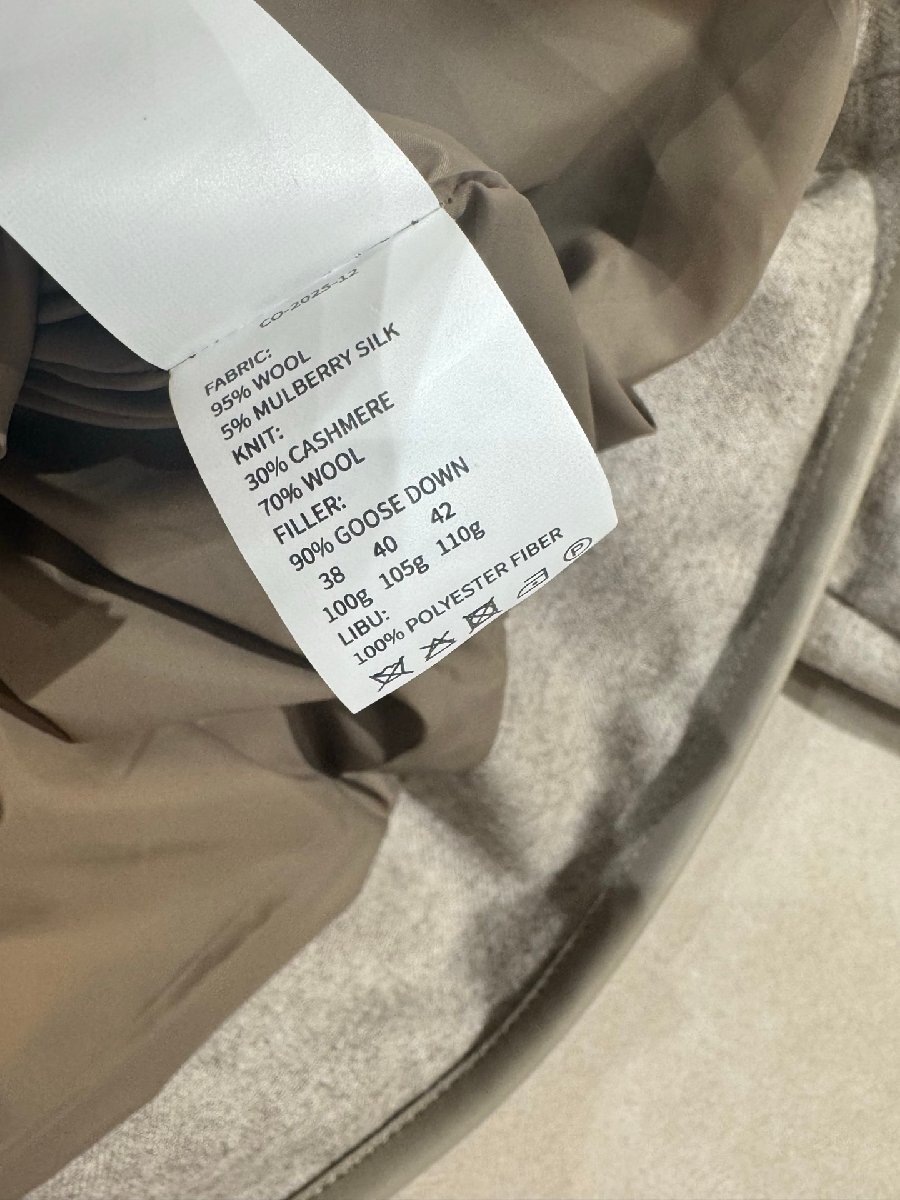 CO-2025-12
FABRIC:
95% WOOL
5% MULBERRY SILK
KNIT:
30% CASHMERE
70% WOOL
FILLER:
90% GOOSE DOWN
38 40 42
100g 105g 110g
LIBU:
100% POLYESTER FIBER
P